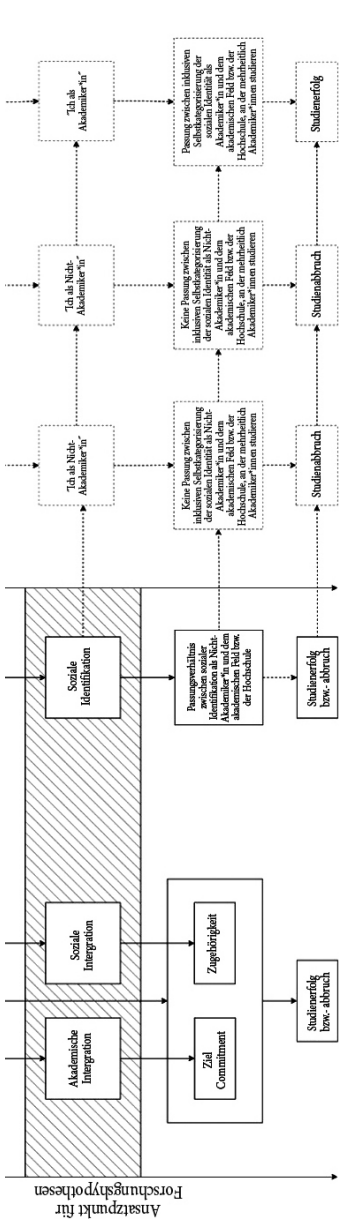 Ansatzpunkt für
Forschungshypothesen
Akademische
Intergration
Soziale
Intergration
Soziale
Identifikation
"Ich als Nicht-
Akademiker*in"
"Ich als Nicht-
Akademiker*in"
"Ich als
Akademiker*in"
Ziel
Commitment
Zugehörigkeit
Passungsverhältnis
zwischen sozialer
Identifikation als Nicht-
Akademiker*in und dem
akademischen Feld bzw.
der Hochschule
Keine Passung zwischen
inklusiven Selbstkategorisierung
der sozialen Identität als Nicht-
Akademiker*in und dem
akademischen Feld bzw. der
Hochschule, an der mehrheitlich
Akademiker*innen studieren
Keine Passung zwischen
inklusiven Selbstkategorisierung
der sozialen Identität als Nicht-
Akademiker*in und dem
akademischen Feld bzw. der
Hochschule, an der mehrheitlich
Akademiker*innen studieren
Passung zwischen inklusiven
Selbstkategorisierung der
sozialen Identität als
Akademiker*in und dem
akademischen Feld bzw. der
Hochschule, an der mehrheitlich
Akademiker*innen studieren
Studienerfolg
bzw.- abbruch
Studienerfolg
bzw.- abbruch
Studienabbruch
Studienabbruch
Studienerfolg